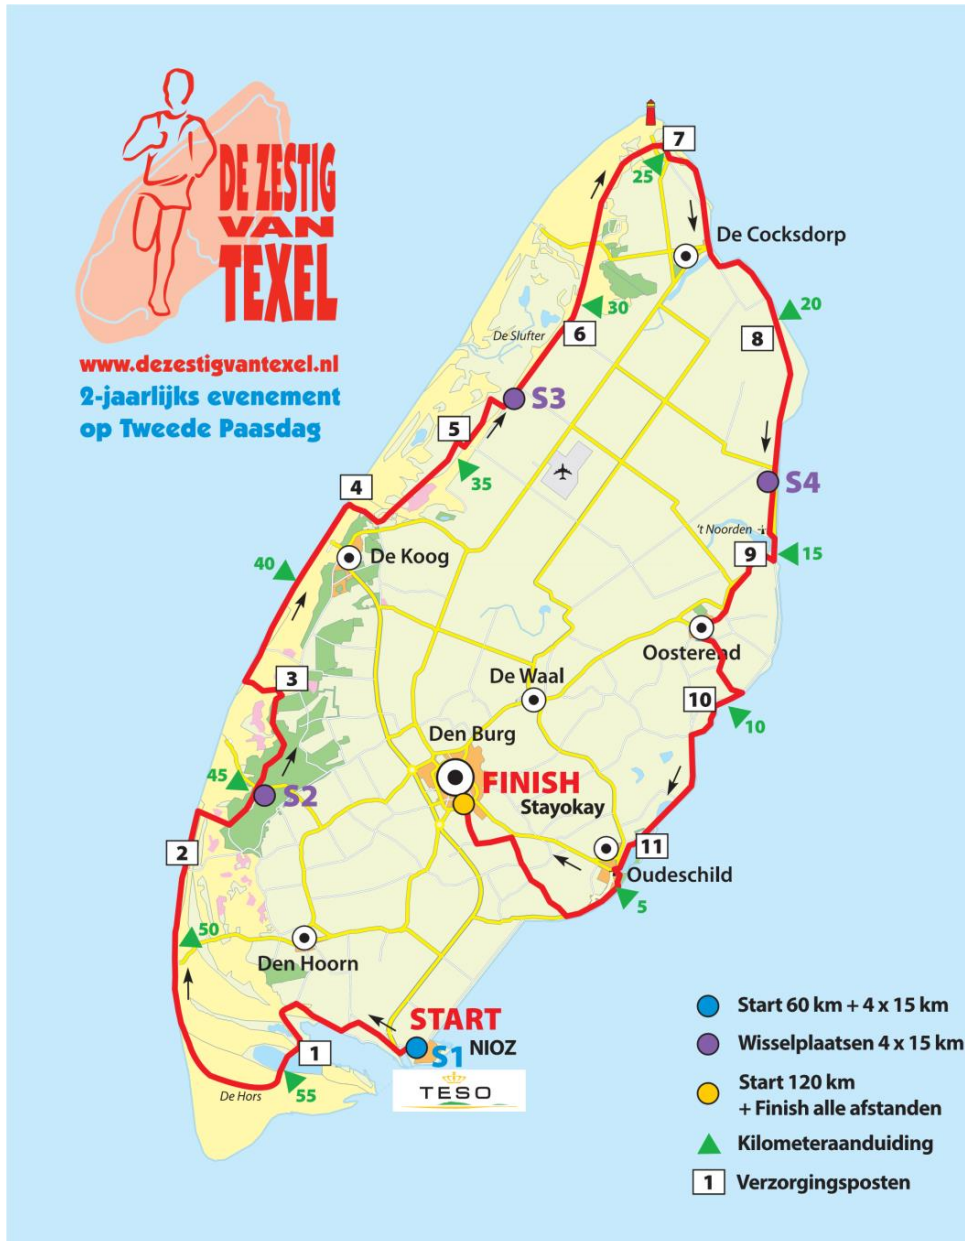 DE ZESTIG
VAN
TEXEL
www.dezestigvantexel.nl
2-jaarlijks evenement
op Tweede Paasdag
7
25
De Cocksdorp
30
20
6
8
De Slufter
S3
5
35
S4
4
't Noorden
9
15
De Koog
40
Oosterend
3
De Waal
10
10
Den Burg
45
S2
FINISH
Stayokay
2
11
Oudeschild
5
50
Den Hoorn
START
S1 NIOZ
1
55
De Hors
TESO
Start 60 km + 4 x 15 km
Wisselplaatsen 4 x 15 km
Start 120 km
+ Finish alle afstanden
Kilometeraanduiding
1 Verzorgingsposten